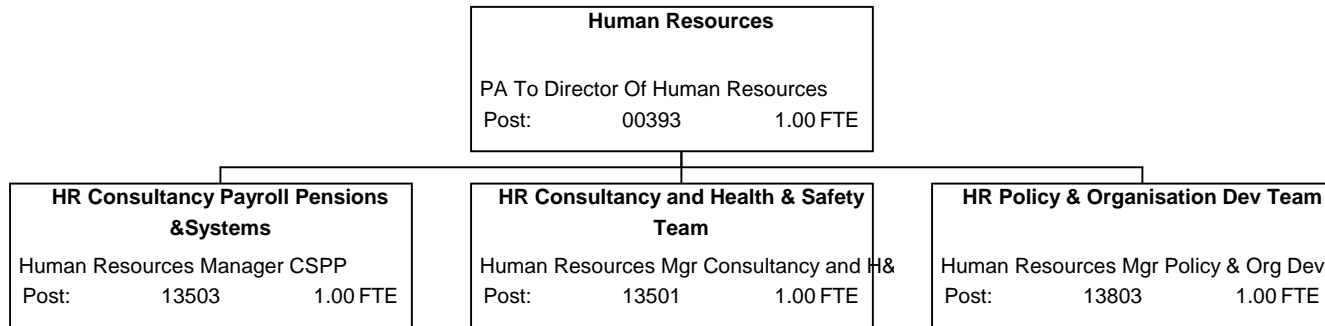 Human Resources
PA To Director Of Human Resources
Post: 00393 1.00 FTE
HR Consultancy Payroll Pensions
&Systems
Human Resources Manager CSPP
Post: 13503 1.00 FTE
HR Consultancy and Health & Safety
Team
Human Resources Mgr Consultancy and H&
Post: 13501 1.00 FTE
HR Policy & Organisation Dev Team
Human Resources Mgr Policy & Org Dev
Post: 13803 1.00 FTE